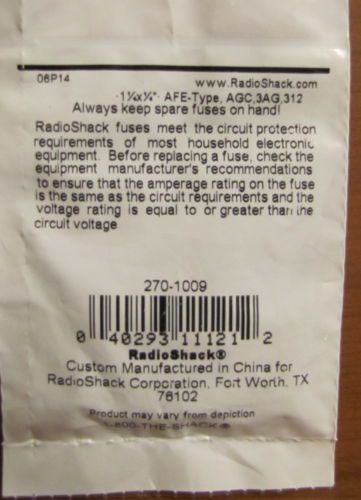 06P14 www.RadioShack.com
1¼x¼" AFE-Type, AGC,3AG,312
Always keep spare fuses on hand!
RadioShack fuses meet the circuit protection
requirements of most household electronic
equipment. Before replacing a fuse, check the
equipment manufacturer's recommendations
to ensure that the amperage rating on the fuse
is the same as the circuit requirements and the
voltage rating is equal to or greater than the
circuit voltage
270-1009
0 40293 11121 2
RadioShack®
Custom Manufactured in China for
RadioShack Corporation, Fort Worth, TX
76102
Product may vary from depiction
1-800-THE-SHACK®